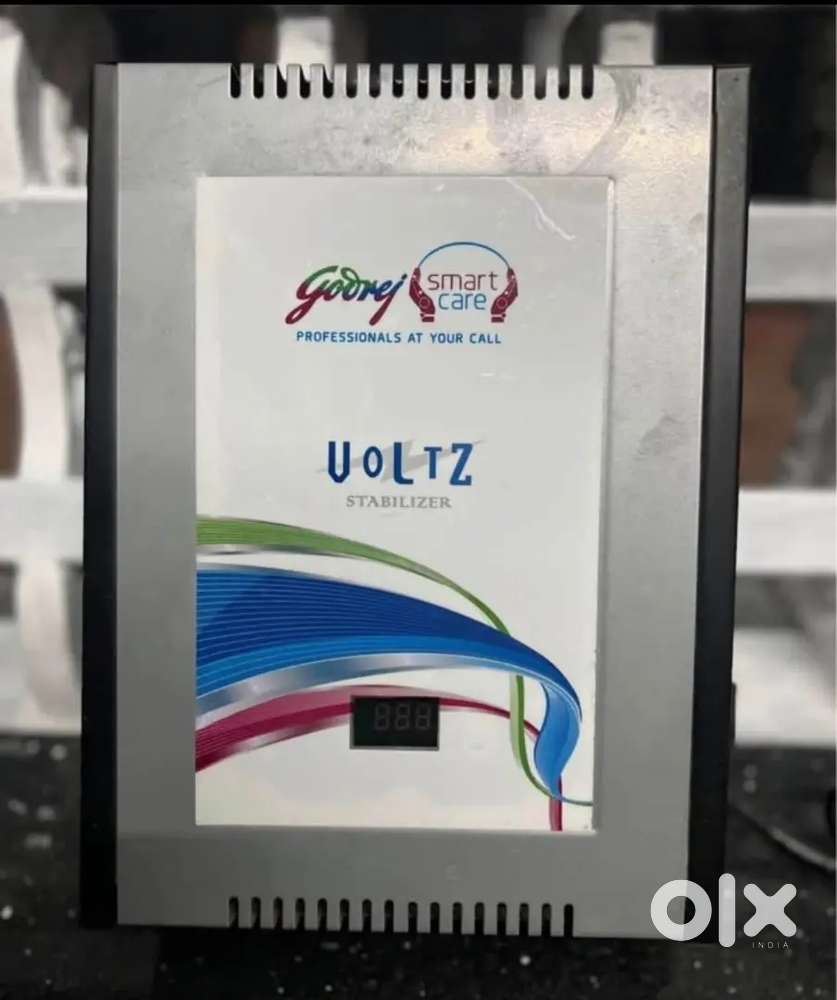 Godrej smart care
PROFESSIONALS AT YOUR CALL
VOLTZ
STABILIZER
888
olx
INDIA